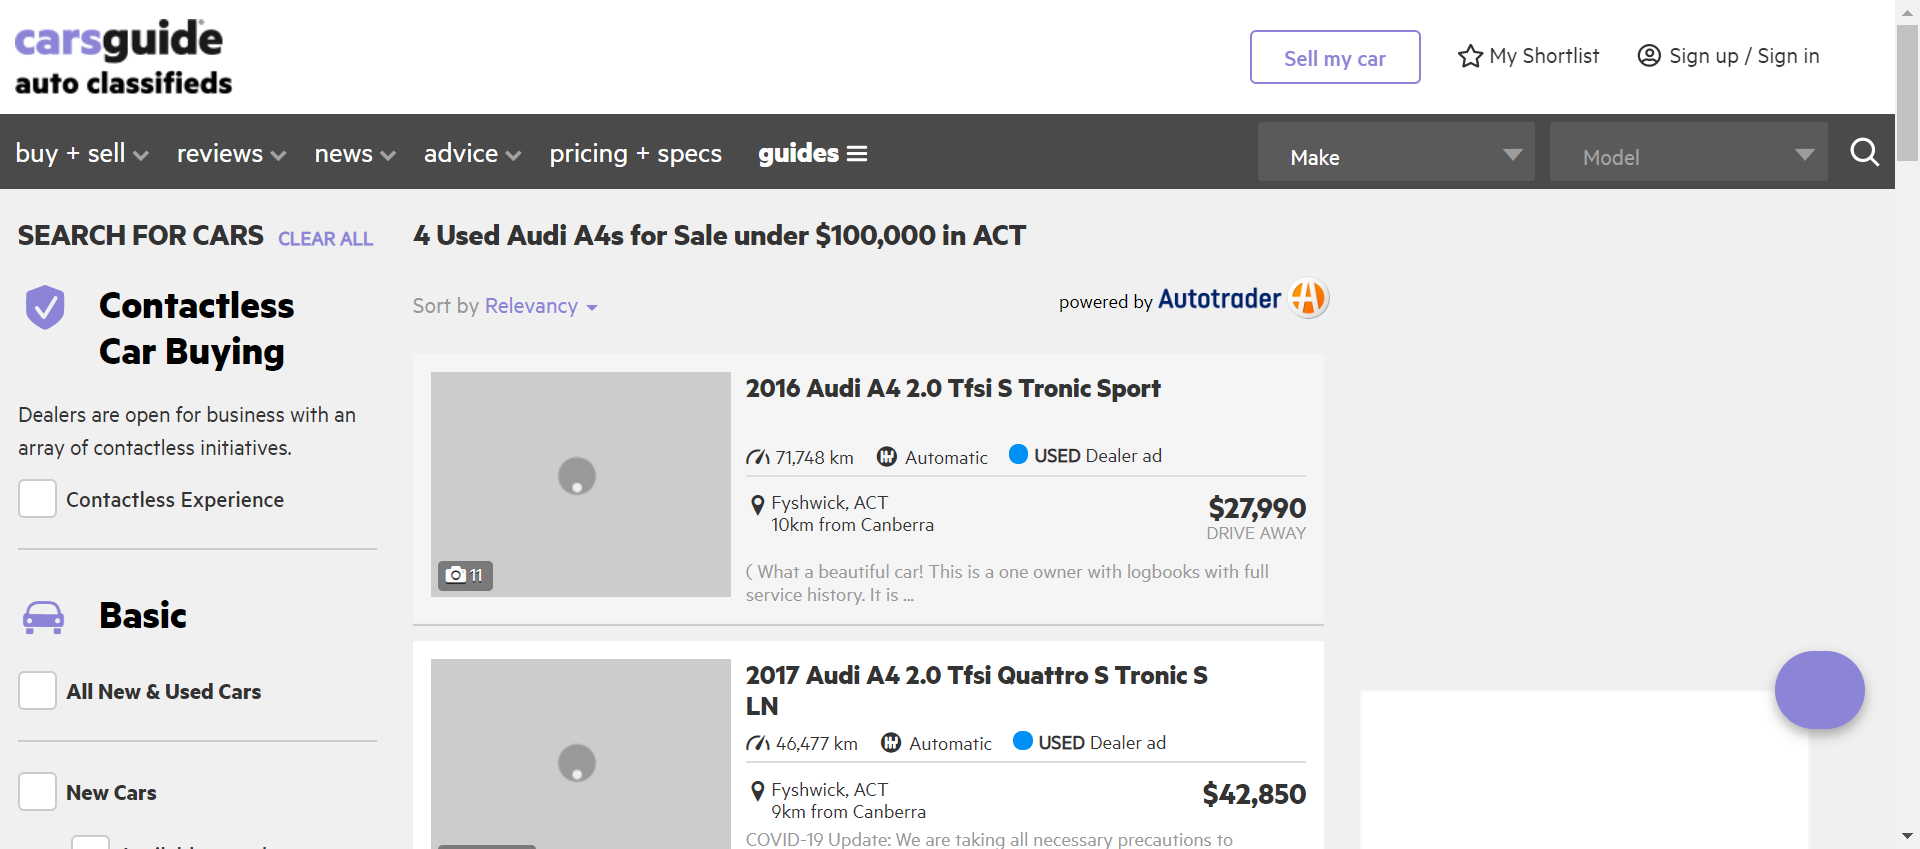 carsguide
auto classifieds
Sell my car
My Shortlist
Sign up / Sign in
buy + sell
reviews
news
advice
pricing + specs
guides
Make
Model
SEARCH FOR CARS
CLEAR ALL
Contactless
Car Buying
Dealers are open for business with an
array of contactless initiatives.
Contactless Experience
Basic
All New & Used Cars
New Cars
4 Used Audi A4s for Sale under $100,000 in ACT
Sort by Relevancy
powered by Autotrader
2016 Audi A4 2.0 Tfsi S Tronic Sport
71,748 km
Automatic
USED Dealer ad
Fyshwick, ACT
10km from Canberra
$27,990
DRIVE AWAY
( What a beautiful car! This is a one owner with logbooks with full
service history. It is ...
11
2017 Audi A4 2.0 Tfsi Quattro S Tronic S
LN
46,477 km
Automatic
USED Dealer ad
Fyshwick, ACT
9km from Canberra
$42,850
COVID-19 Update: We are taking all necessary precautions to